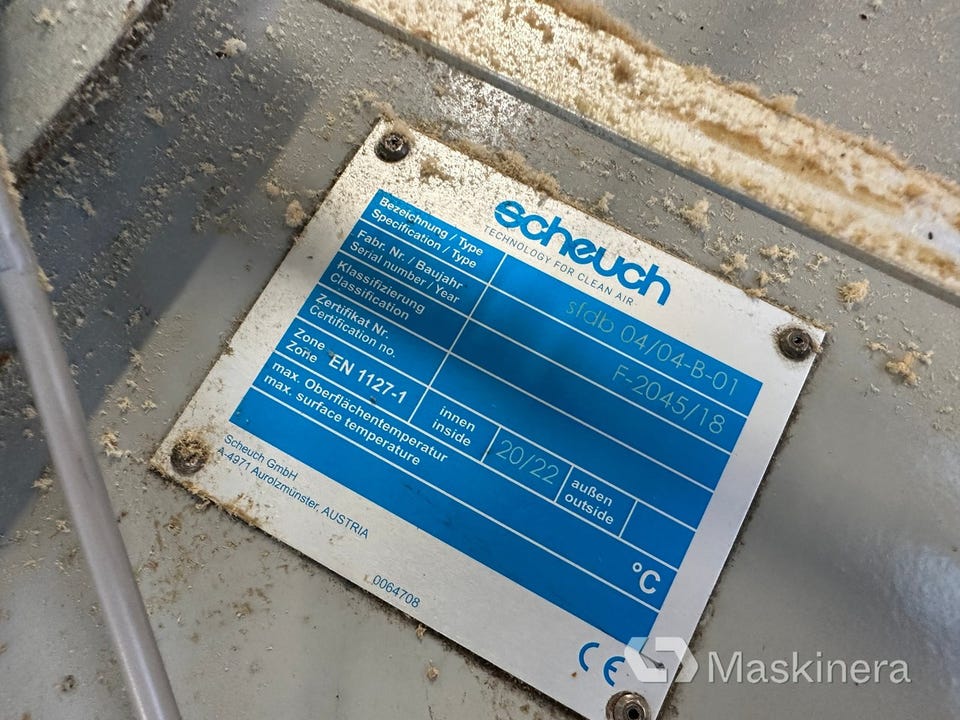 scheuch
TECHNOLOGY FOR CLEAN AIR
Bezeichnung / Type
Specification / Type
sfdb 04/04-B-01
Fabr. Nr. / Baujahr
Serial number / Year
F-2045/18
Klassifizierung
Classification
Zertifikat Nr.
Certification no.
Zone
Zone
EN 1127-1
innen
inside
20/22
außen
outside
max. Oberflächentemperatur
max. surface temperature
°C
Scheuch GmbH
A-4971 Aurolzmünster, AUSTRIA
0064708
CE
Maskinera